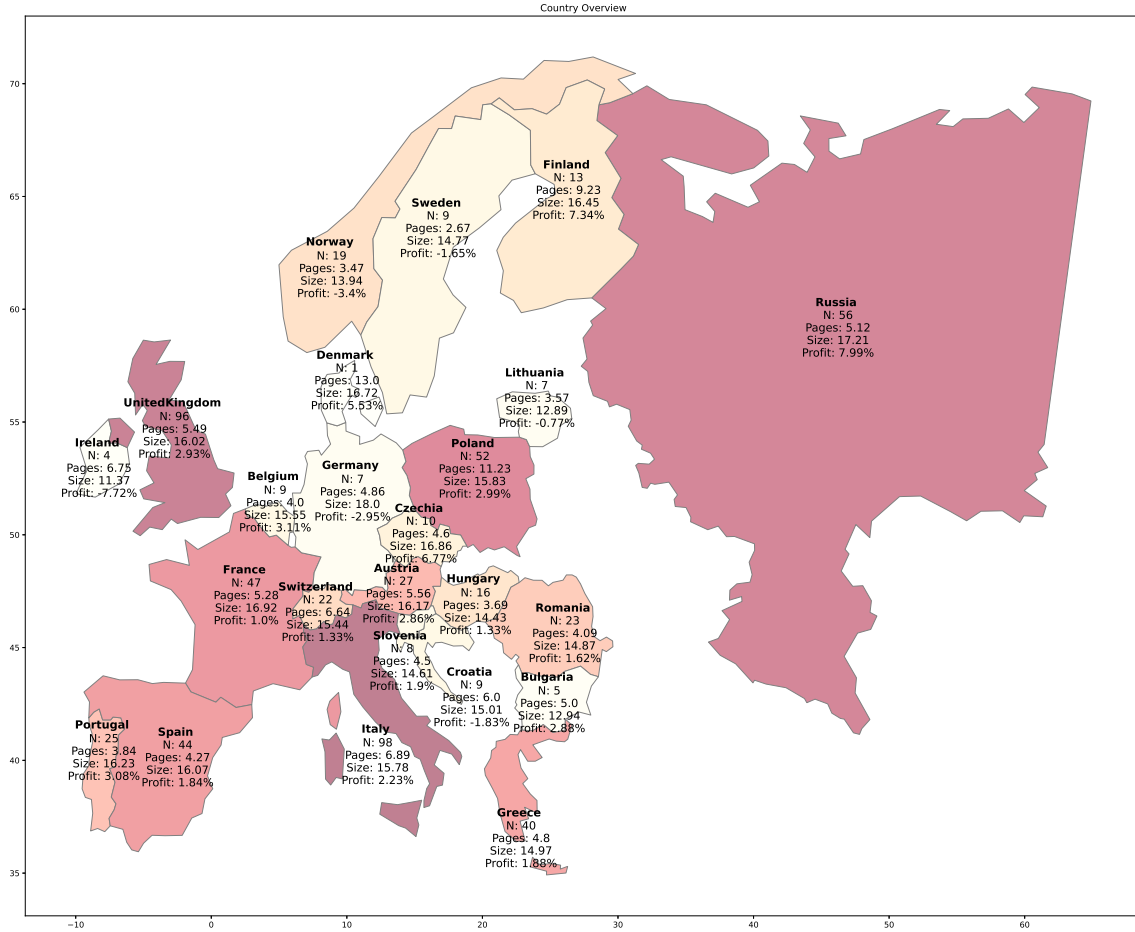 Country Overview
70
65
60
55
50
45
40
35
−10
0
10
20
30
40
50
60
Finland
N: 13
Pages: 9.23
Size: 16.45
Profit: 7.34%
Sweden
N: 9
Pages: 2.67
Size: 14.77
Profit: -1.65%
Norway
N: 19
Pages: 3.47
Size: 13.94
Profit: -3.4%
Russia
N: 56
Pages: 5.12
Size: 17.21
Profit: 7.99%
Denmark
N: 1
Pages: 13.0
Size: 16.72
Profit: 5.53%
Lithuania
N: 7
Pages: 3.57
Size: 12.89
Profit: -0.77%
UnitedKingdom
N: 96
Pages: 5.49
Size: 16.02
Profit: 2.93%
Ireland
N: 4
Pages: 6.75
Size: 11.37
Profit: -7.72%
Poland
N: 52
Pages: 11.23
Size: 15.83
Profit: 2.99%
Germany
N: 7
Pages: 4.86
Size: 18.0
Profit: -2.95%
Belgium
N: 9
Pages: 4.0
Size: 15.55
Profit: 3.11%
Czechia
N: 10
Pages: 4.6
Size: 16.86
Profit: 6.77%
France
N: 47
Pages: 5.28
Size: 16.92
Profit: 1.0%
Switzerland
N: 22
Pages: 6.64
Size: 15.44
Profit: 1.33%
Austria
N: 27
Pages: 5.56
Size: 16.17
Profit: 2.86%
Hungary
N: 16
Pages: 3.69
Size: 14.43
Profit: 1.33%
Romania
N: 23
Pages: 4.09
Size: 14.87
Profit: 1.62%
Slovenia
N: 8
Pages: 4.5
Size: 14.61
Profit: 1.9%
Croatia
N: 9
Pages: 6.0
Size: 15.01
Profit: -1.83%
Bulgaria
N: 5
Pages: 5.0
Size: 12.94
Profit: 2.88%
Portugal
N: 25
Pages: 3.84
Size: 16.23
Profit: 3.08%
Spain
N: 44
Pages: 4.27
Size: 16.07
Profit: 1.84%
Italy
N: 98
Pages: 6.89
Size: 15.78
Profit: 2.23%
Greece
N: 40
Pages: 4.8
Size: 14.97
Profit: 1.88%